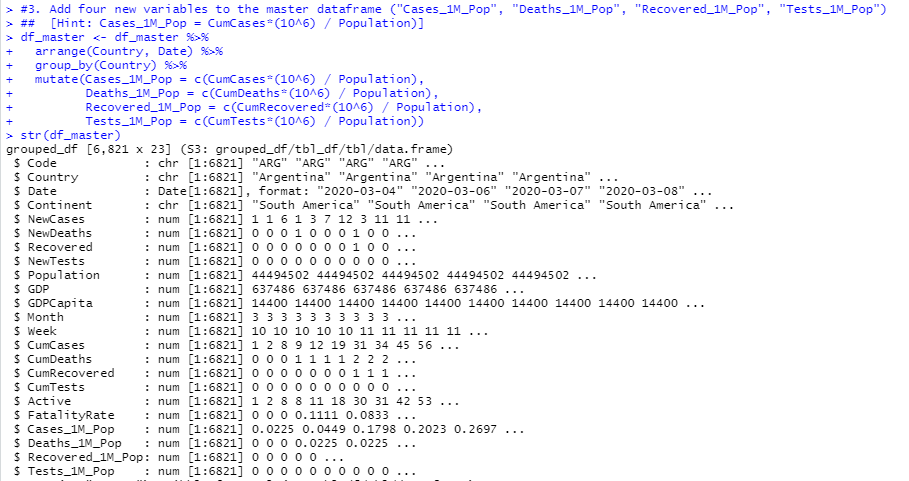 > #3. Add four new variables to the master dataframe ("Cases_1M_Pop", "Deaths_1M_Pop", "Recovered_1M_Pop", "Tests_1M_Pop")
> ##  [Hint: Cases_1M_Pop = CumCases*(10^6) / Population)]
> df_master <- df_master %>%
+   arrange(Country, Date) %>%
+   group_by(Country) %>%
+   mutate(Cases_1M_Pop = c(CumCases*(10^6) / Population),
+          Deaths_1M_Pop = c(CumDeaths*(10^6) / Population),
+          Recovered_1M_Pop = c(CumRecovered*(10^6) / Population),
+          Tests_1M_Pop = c(CumTests*(10^6) / Population))
> str(df_master)
grouped_df [6,821 x 23] (S3: grouped_df/tbl_df/tbl/data.frame)
 $ Code            : chr [1:6821] "ARG" "ARG" "ARG" "ARG" ...
 $ Country         : chr [1:6821] "Argentina" "Argentina" "Argentina" "Argentina" ...
 $ Date            : Date[1:6821], format: "2020-03-04" "2020-03-06" "2020-03-07" "2020-03-08" ...
 $ Continent       : chr [1:6821] "South America" "South America" "South America" "South America" ...
 $ NewCases        : num [1:6821] 1 1 6 1 3 7 12 3 11 11 ...
 $ NewDeaths       : num [1:6821] 0 0 0 1 0 0 0 1 0 0 ...
 $ Recovered       : num [1:6821] 0 0 0 0 0 0 0 1 0 0 ...
 $ NewTests        : num [1:6821] 0 0 0 0 0 0 0 0 0 0 ...
 $ Population      : num [1:6821] 44494502 44494502 44494502 44494502 44494502 ...
 $ GDP             : num [1:6821] 637486 637486 637486 637486 637486 ...
 $ GDPCapita       : num [1:6821] 14400 14400 14400 14400 14400 14400 14400 14400 14400 14400 ...
 $ Month           : num [1:6821] 3 3 3 3 3 3 3 3 3 3 ...
 $ Week            : num [1:6821] 10 10 10 10 10 11 11 11 11 11 ...
 $ CumCases        : num [1:6821] 1 2 8 9 12 19 31 34 45 56 ...
 $ CumDeaths       : num [1:6821] 0 0 0 1 1 1 1 2 2 2 ...
 $ CumRecovered    : num [1:6821] 0 0 0 0 0 0 0 1 1 1 ...
 $ CumTests        : num [1:6821] 0 0 0 0 0 0 0 0 0 0 ...
 $ Active          : num [1:6821] 1 2 8 8 11 18 30 31 42 53 ...
 $ FatalityRate    : num [1:6821] 0 0 0 0.1111 0.0833 ...
 $ Cases_1M_Pop    : num [1:6821] 0.0225 0.0449 0.1798 0.2023 0.2697 ...
 $ Deaths_1M_Pop   : num [1:6821] 0 0 0 0.0225 0.0225 ...
 $ Recovered_1M_Pop: num [1:6821] 0 0 0 0 0 ...
 $ Tests_1M_Pop    : num [1:6821] 0 0 0 0 0 0 0 0 0 0 ...